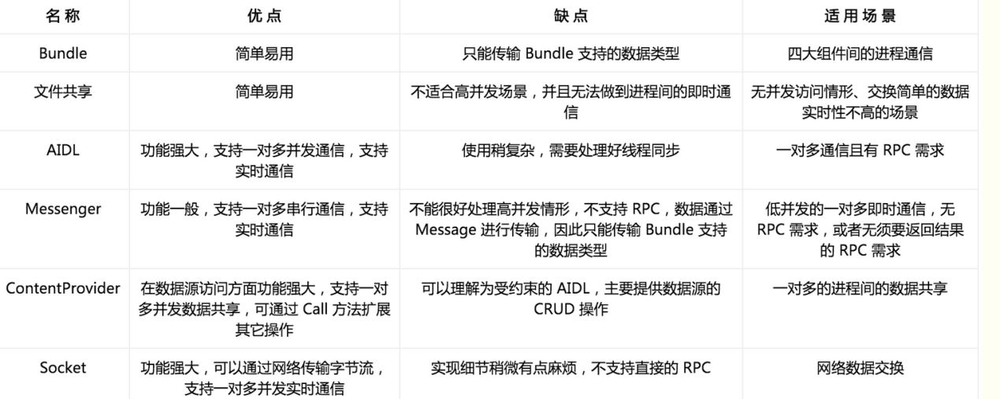 名 称 优 点 缺 点 适 用 场 景
Bundle 简单易用 只能传输 Bundle 支持的数据类型 四大组件间的进程通信
文件共享 简单易用 不适合高并发场景，并且无法做到进程间的即时通
信
无并发访问情形、交换简单的数据
实时性不高的场景
AIDL 功能强大，支持一对多并发通信，支持
实时通信
使用稍复杂，需要处理好线程同步 一对多通信且有 RPC 需求
Messenger 功能一般，支持一对多串行通信，支持
实时通信
不能很好处理高并发情形，不支持 RPC，数据通过
Message 进行传输，因此只能传输 Bundle 支持
的数据类型
低并发的一对多即时通信，无
RPC 需求，或者无须要返回结果
的 RPC 需求
ContentProvider 在数据源访问方面功能强大，支持一对
多并发数据共享，可通过 Call 方法扩展
其它操作
可以理解为受约束的 AIDL，主要提供数据源的
CRUD 操作
一对多的进程间的数据共享
Socket 功能强大，可以通过网络传输字节流，
支持一对多并发实时通信
实现细节稍微有点麻烦，不支持直接的 RPC 网络数据交换